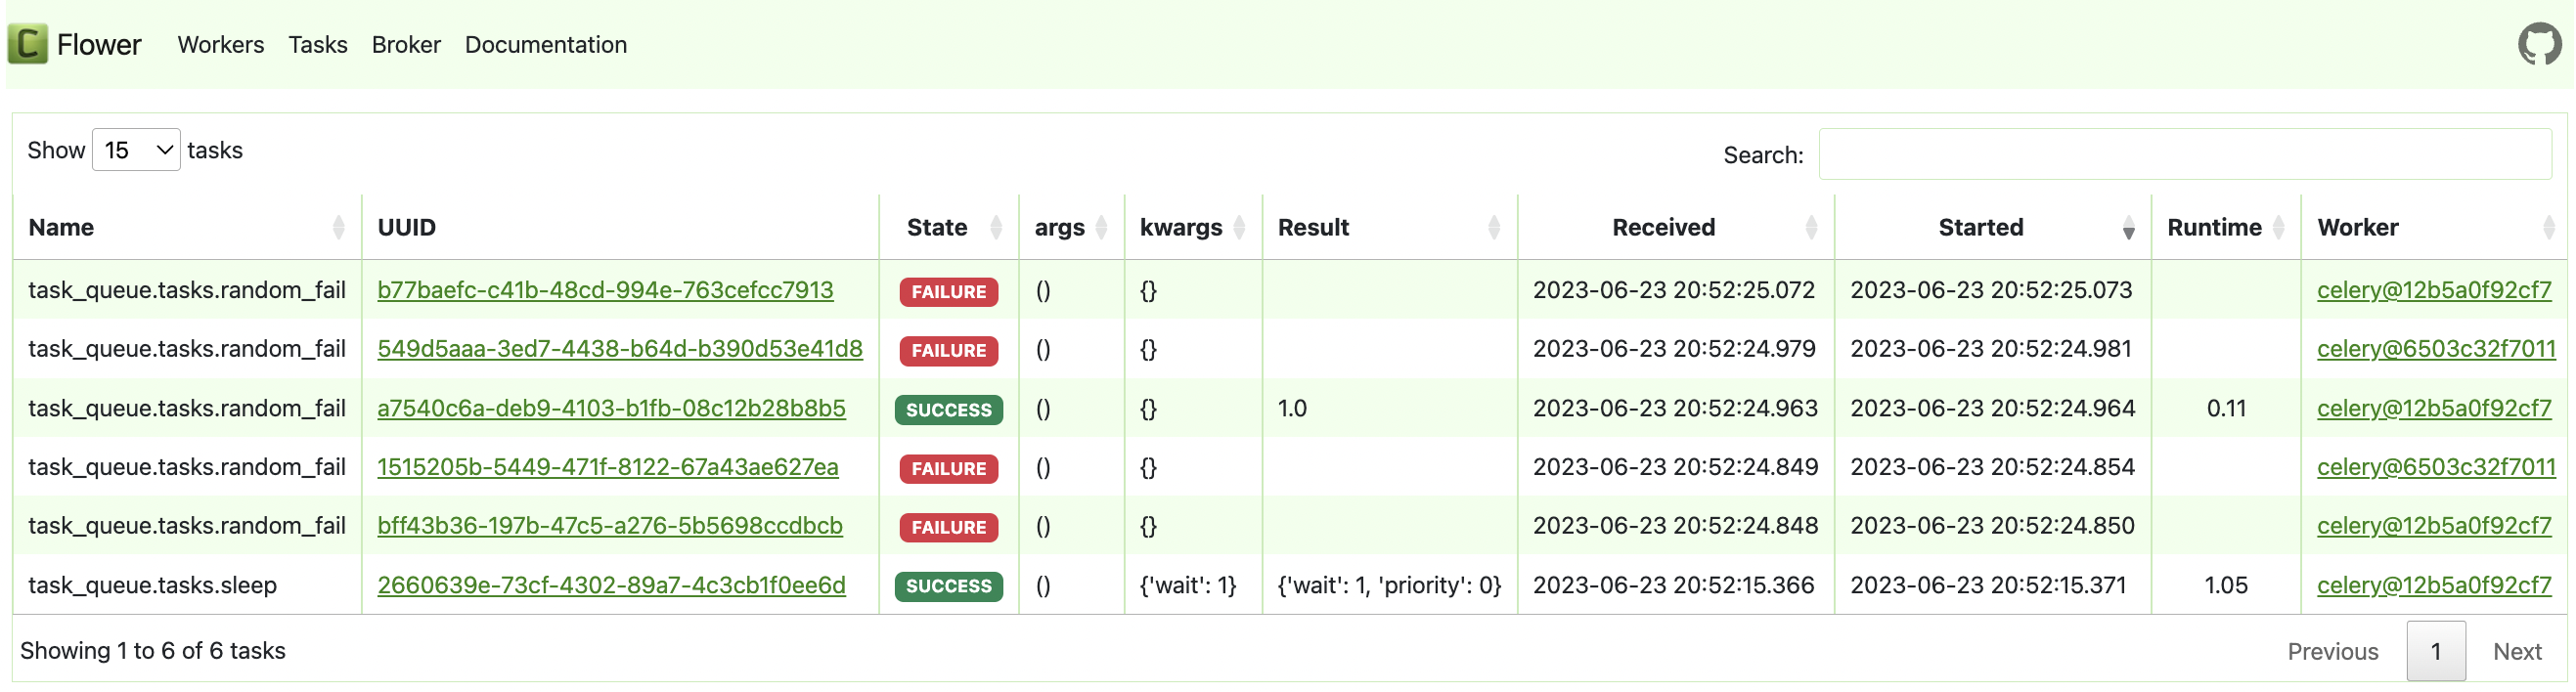 C Flower Workers Tasks Broker Documentation
Show 15 tasks Search:
Name UUID State args kwargs Result Received Started Runtime Worker
task_queue.tasks.random_fail b77baefc-c41b-48cd-994e-763cefcc7913 FAILURE () {} 2023-06-23 20:52:25.072 2023-06-23 20:52:25.073 celery@12b5a0f92cf7
task_queue.tasks.random_fail 549d5aaa-3ed7-4438-b64d-b390d53e41d8 FAILURE () {} 2023-06-23 20:52:24.979 2023-06-23 20:52:24.981 celery@6503c32f7011
task_queue.tasks.random_fail a7540c6a-deb9-4103-b1fb-08c12b28b8b5 SUCCESS () {} 1.0 2023-06-23 20:52:24.963 2023-06-23 20:52:24.964 0.11 celery@12b5a0f92cf7
task_queue.tasks.random_fail 1515205b-5449-471f-8122-67a43ae627ea FAILURE () {} 2023-06-23 20:52:24.849 2023-06-23 20:52:24.854 celery@6503c32f7011
task_queue.tasks.random_fail bff43b36-197b-47c5-a276-5b5698ccdbcb FAILURE () {} 2023-06-23 20:52:24.848 2023-06-23 20:52:24.850 celery@12b5a0f92cf7
task_queue.tasks.sleep 2660639e-73cf-4302-89a7-4c3cb1f0ee6d SUCCESS () {'wait': 1} {'wait': 1, 'priority': 0} 2023-06-23 20:52:15.366 2023-06-23 20:52:15.371 1.05 celery@12b5a0f92cf7
Showing 1 to 6 of 6 tasks Previous 1 Next